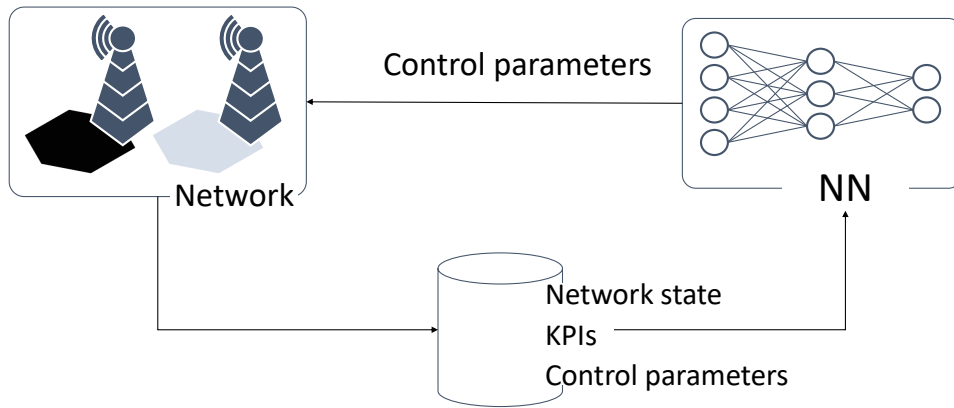 Control parameters
Network
NN
Network state
KPIs
Control parameters